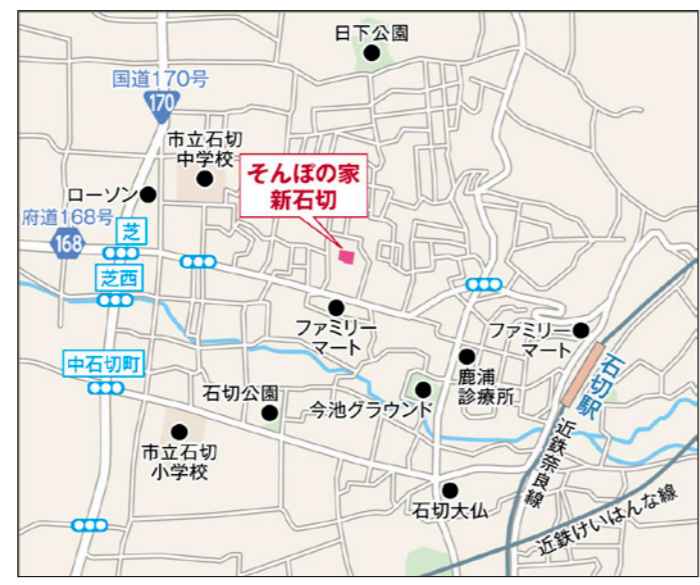 日下公園
国道170号
170
市立石切
中学校
そんぽの家
新石切
ローソン
府道168号
168
芝
芝西
ファミリー
マート
ファミリー
マート
中石切町
石切公園
今池グラウンド
鹿浦
診療所
石切駅
市立石切
小学校
近鉄奈良線
石切大仏
近鉄けいはんな線